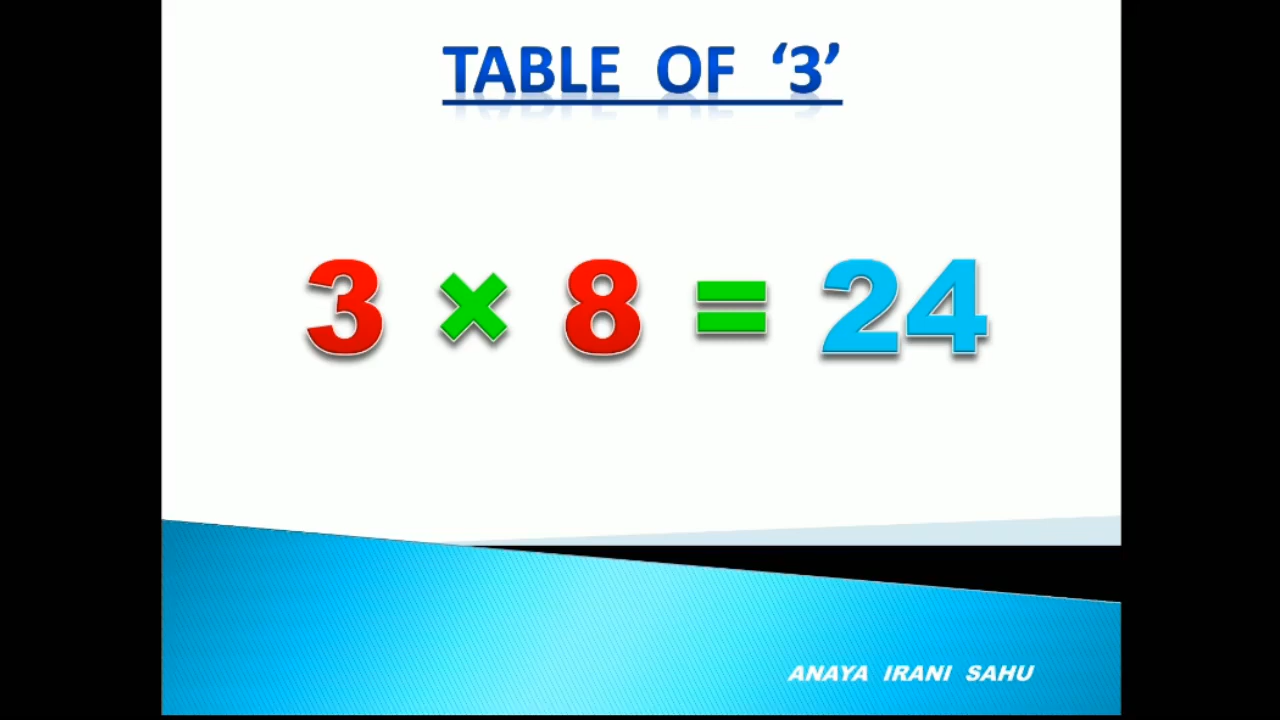 TABLE OF ‘3’
3 × 8 = 24
ANAYA IRANI SAHU